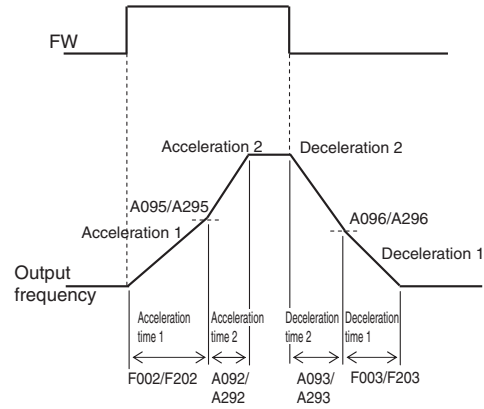 FW
Acceleration 2
Deceleration 2
A095/A295
A096/A296
Acceleration 1
Deceleration 1
Output
frequency
Acceleration
time 1
Acceleration
time 2
Deceleration
time 2
Deceleration
time 1
F002/F202
A092/
A292
A093/
A293
F003/F203